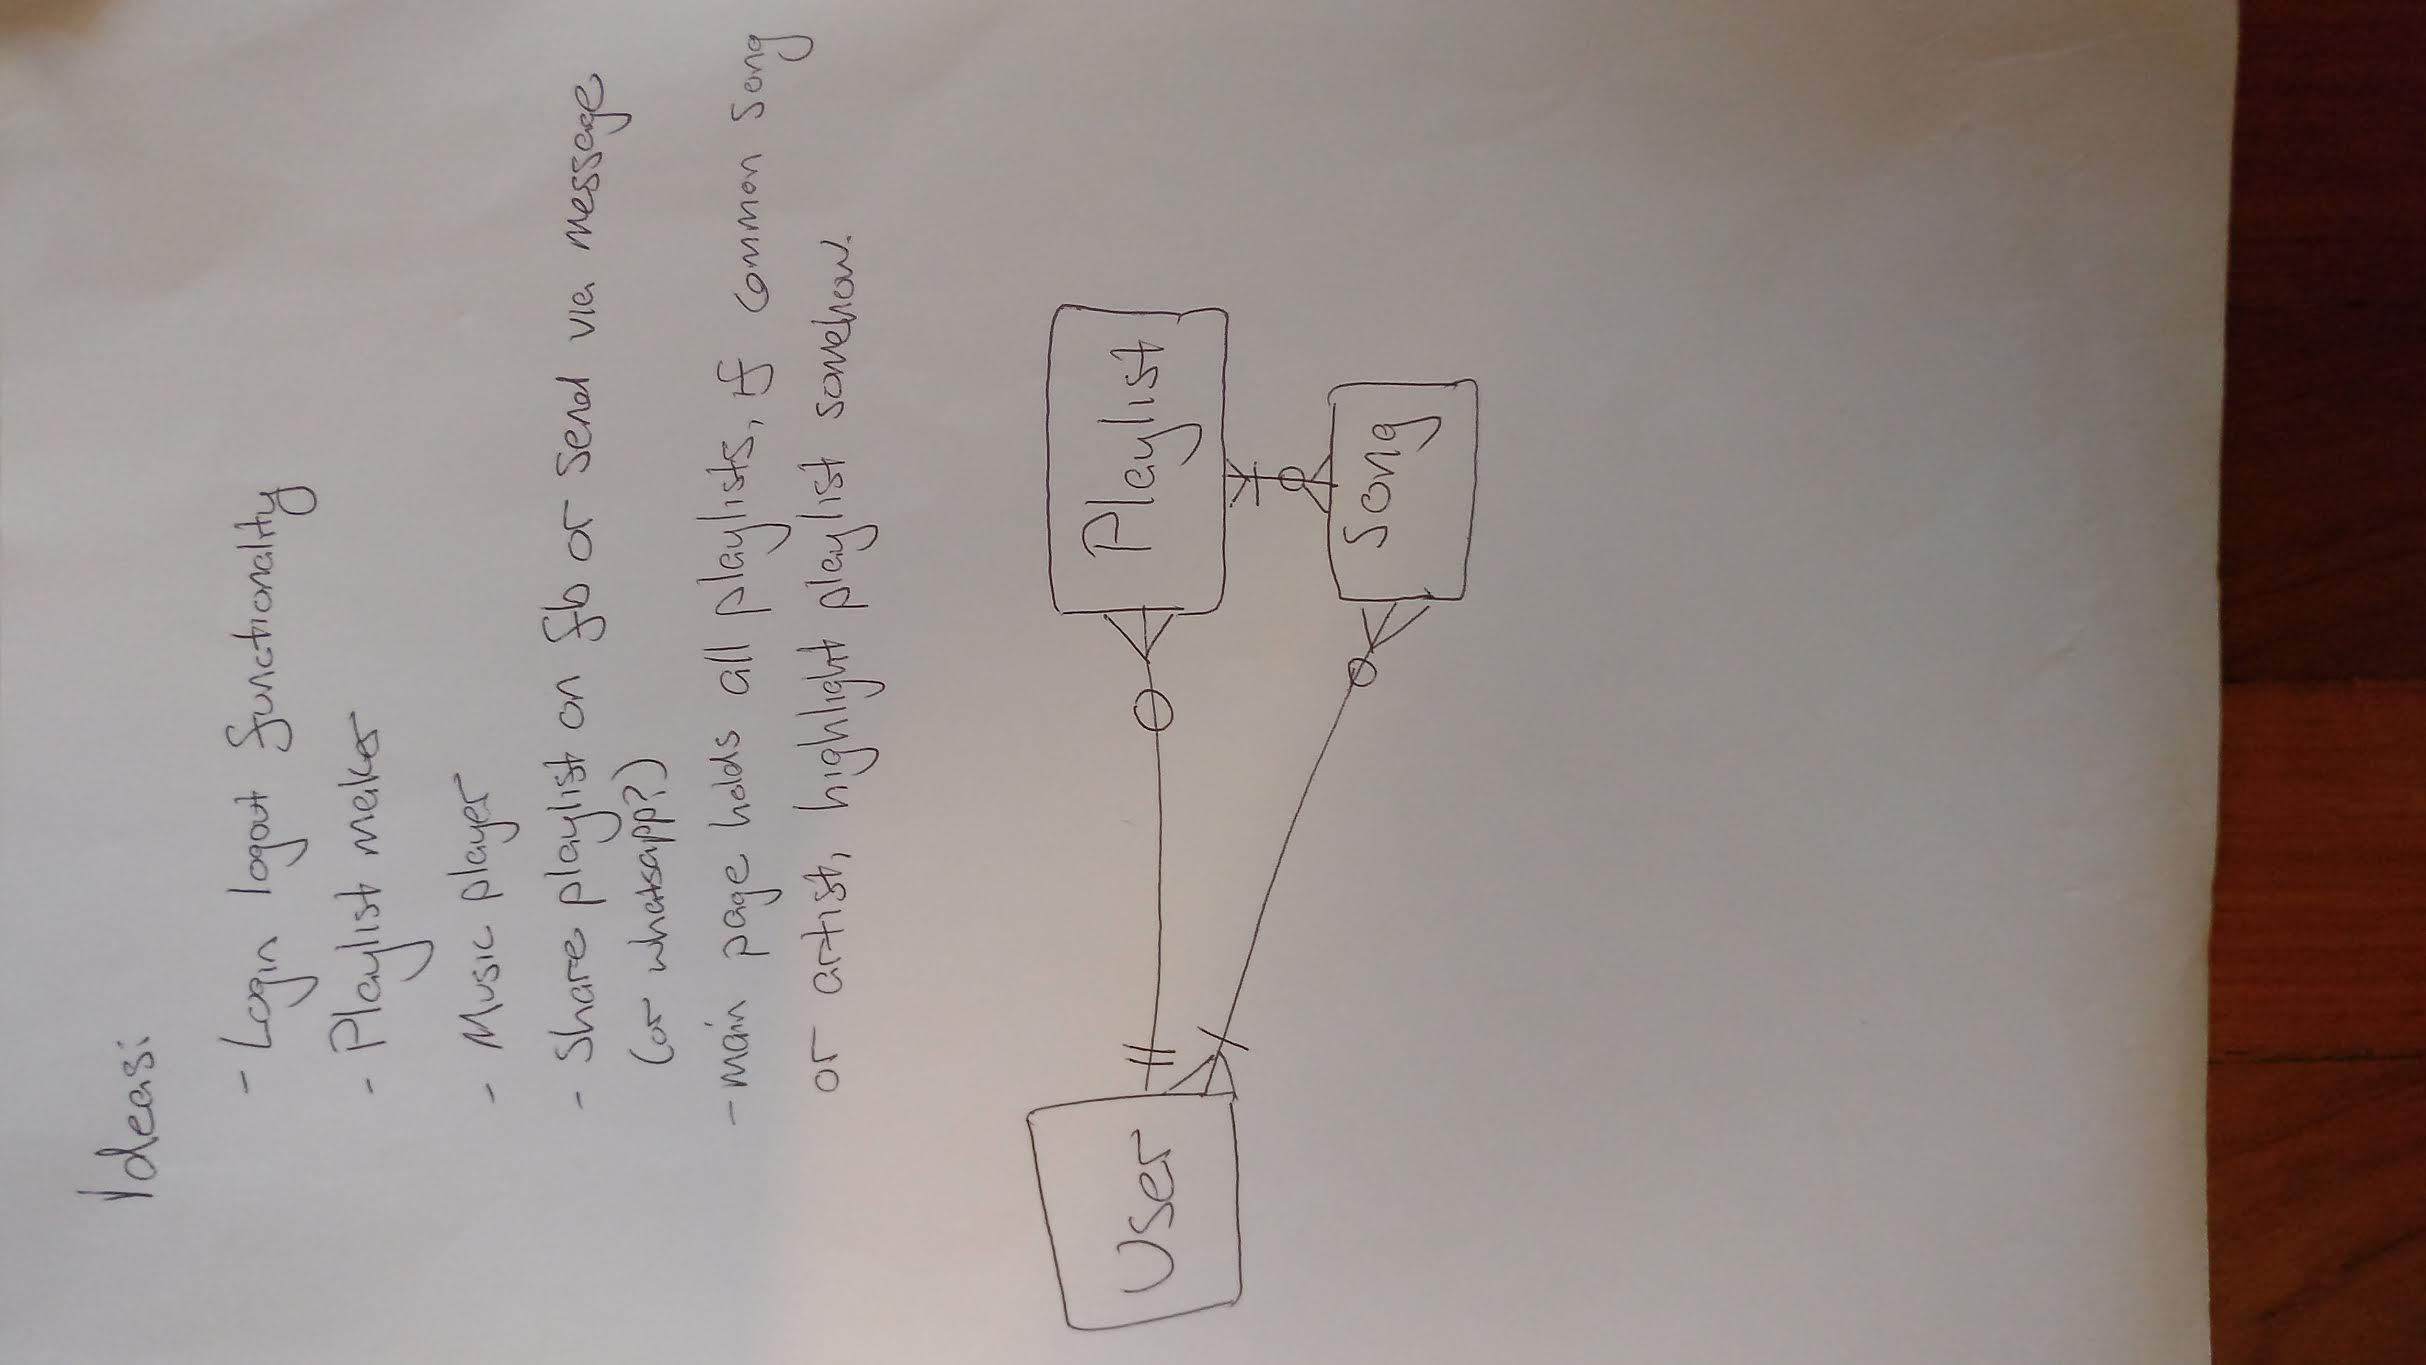 Ideas:
- Login logout functionality
- Playlist maker
- Music player
- Share playlist on fb or send via message
(or whatsapp?)
- main page holds all playlists, if common song
or artist, highlight playlist somehow.
User
Playlist
Song